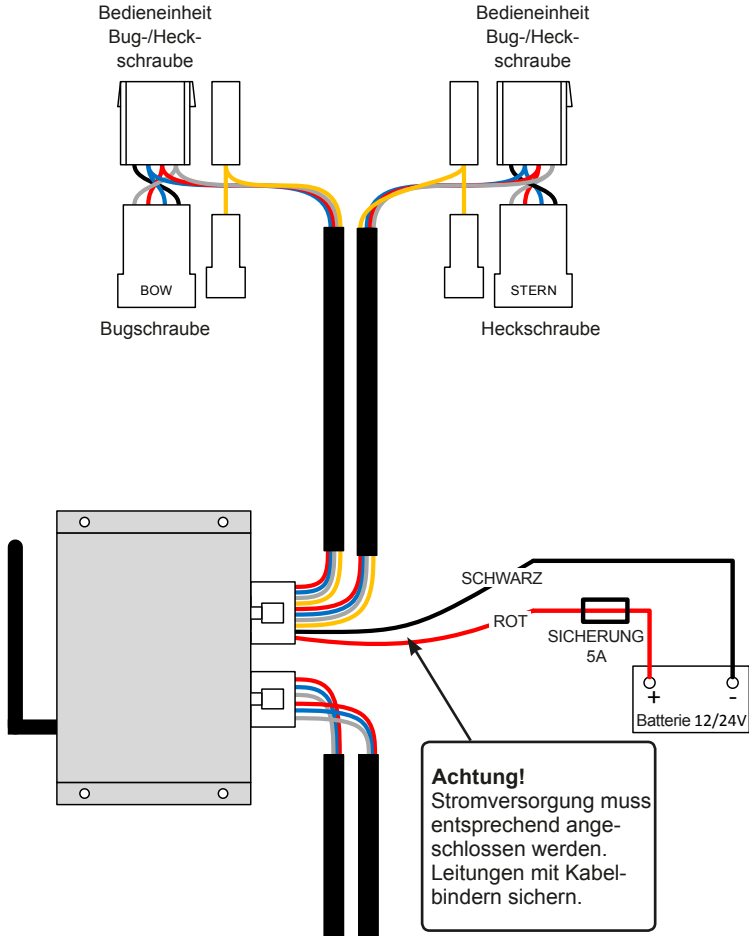 Bedieneinheit
Bug-/Heck-
schraube
Bedieneinheit
Bug-/Heck-
schraube
BOW
STERN
Bugschraube
Heckschraube
SCHWARZ
ROT
SICHERUNG
5A
+
-
Batterie 12/24V
Achtung!
Stromversorgung muss
entsprechend ange-
schlossen werden.
Leitungen mit Kabel-
bindern sichern.